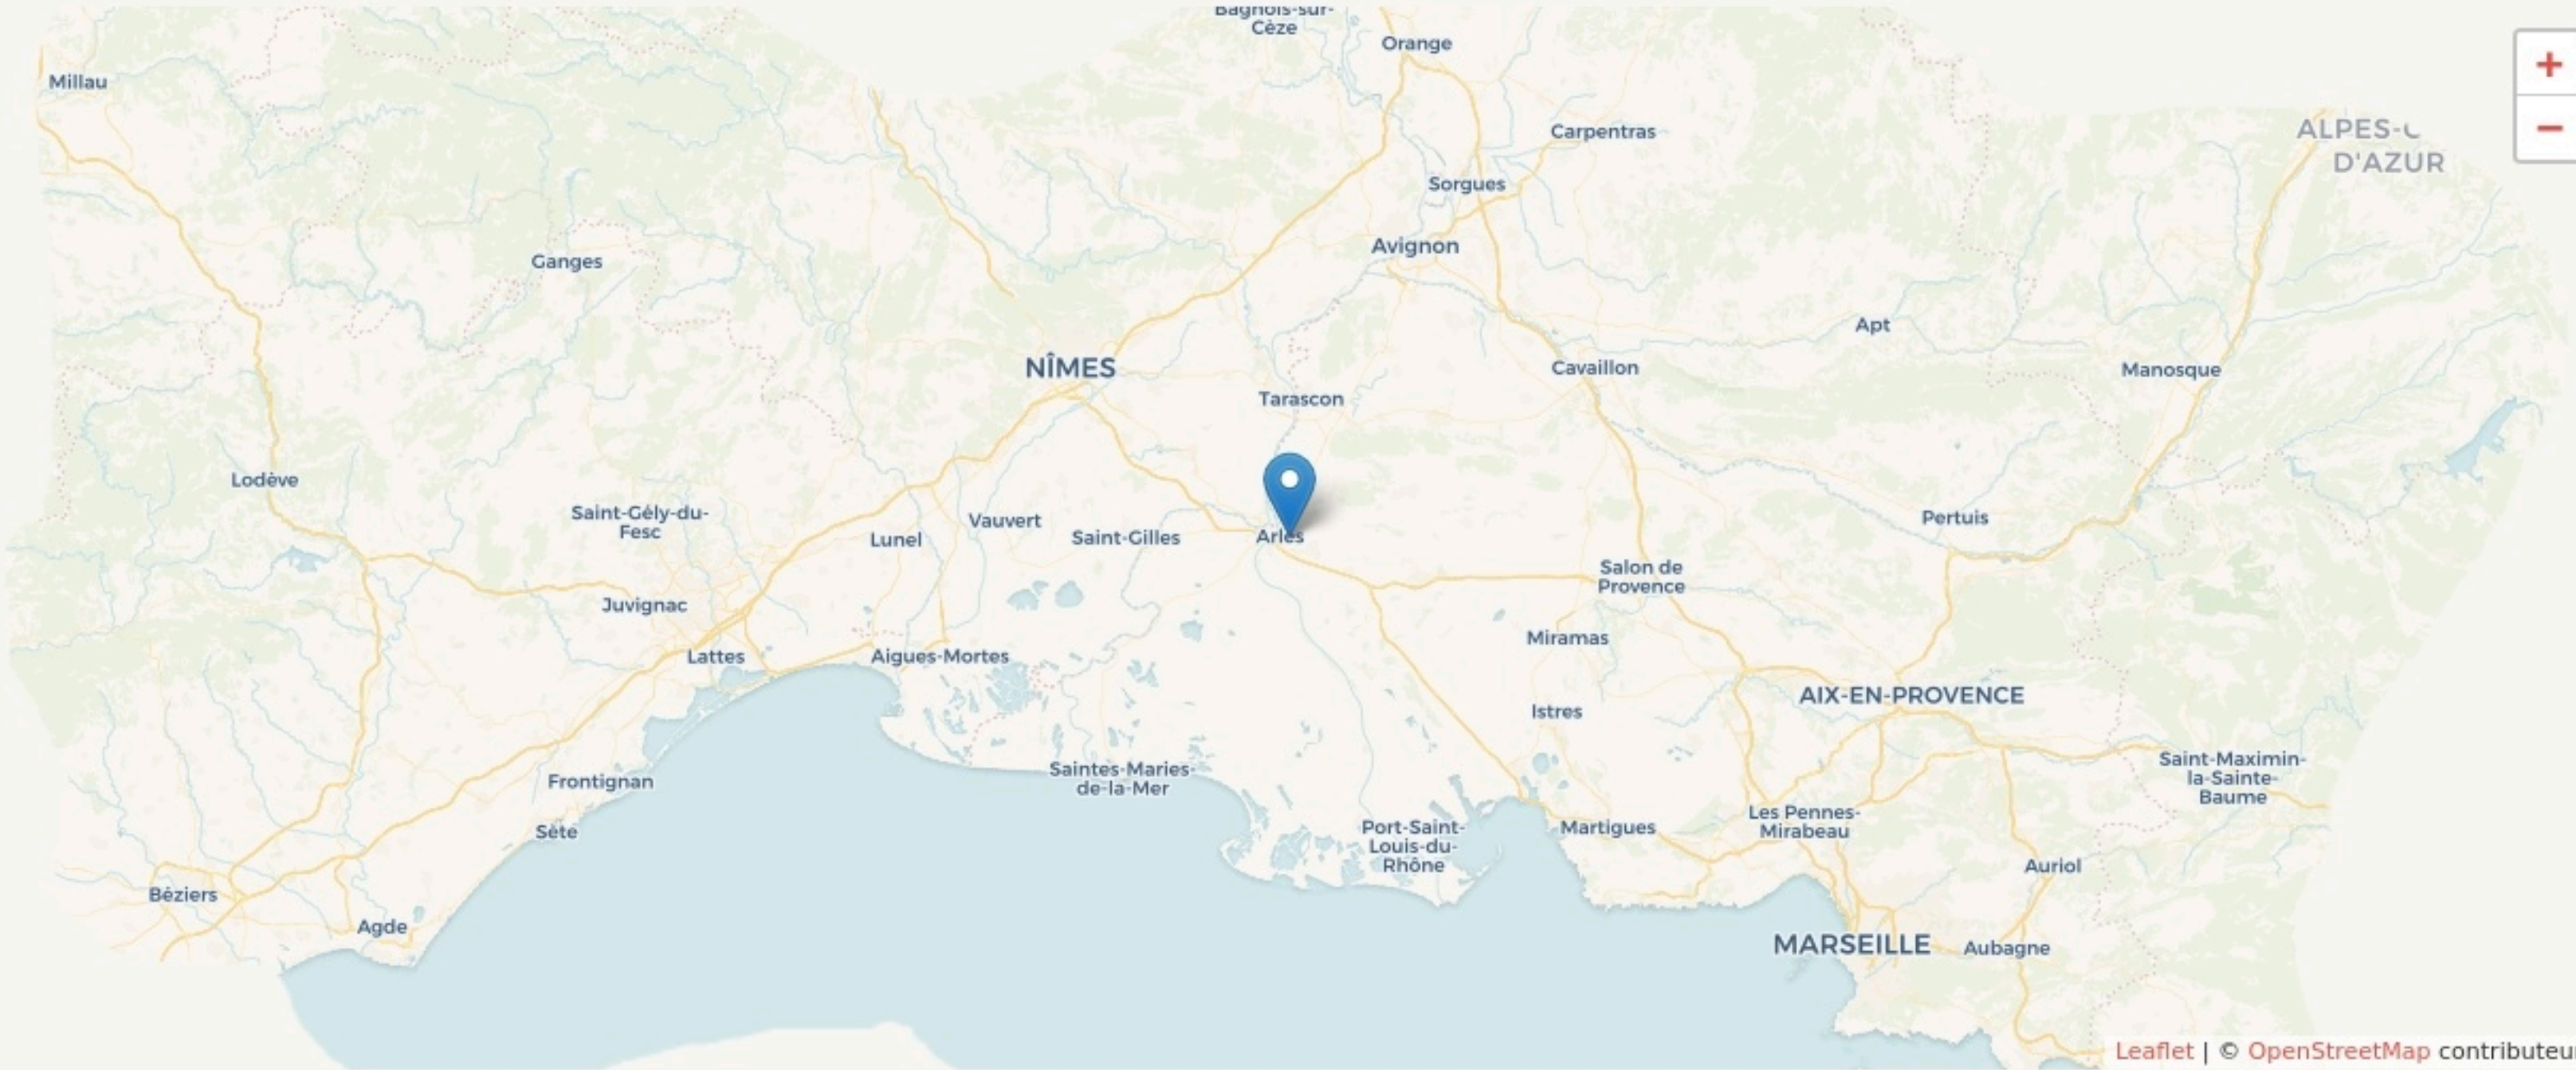 Bagnols-sur-
Cèze
Orange
+
Millau
Carpentras
ALPES-C
D'AZUR
−
Sorgues
Avignon
Ganges
Apt
NÎMES
Cavaillon
Manosque
Tarascon
Lodève
Saint-Gély-du-
Fesc
Vauvert
Pertuis
Lunel
Saint-Gilles
Arles
Salon de
Provence
Juvignac
Miramas
Lattes
Aigues-Mortes
AIX-EN-PROVENCE
Istres
Saintes-Maries-
de-la-Mer
Saint-Maximin-
la-Sainte-
Baume
Frontignan
Sète
Port-Saint-
Louis-du-
Rhône
Martigues
Les Pennes-
Mirabeau
Auriol
Béziers
Agde
MARSEILLE
Aubagne
Leaflet | © OpenStreetMap contributeu